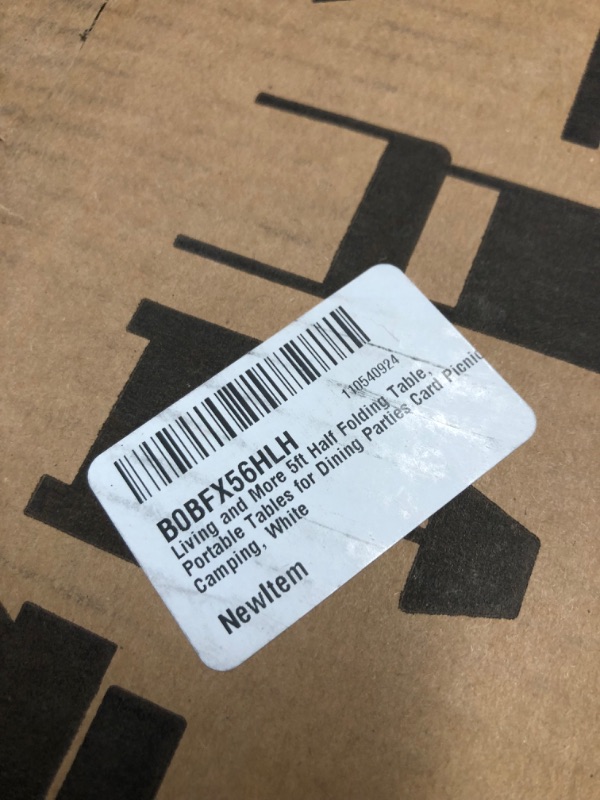 110540924
B0BFX56HLH
Living and More 5ft Half Folding Table,
Portable Tables for Dining Parties Card Picnic
Camping, White
NewItem